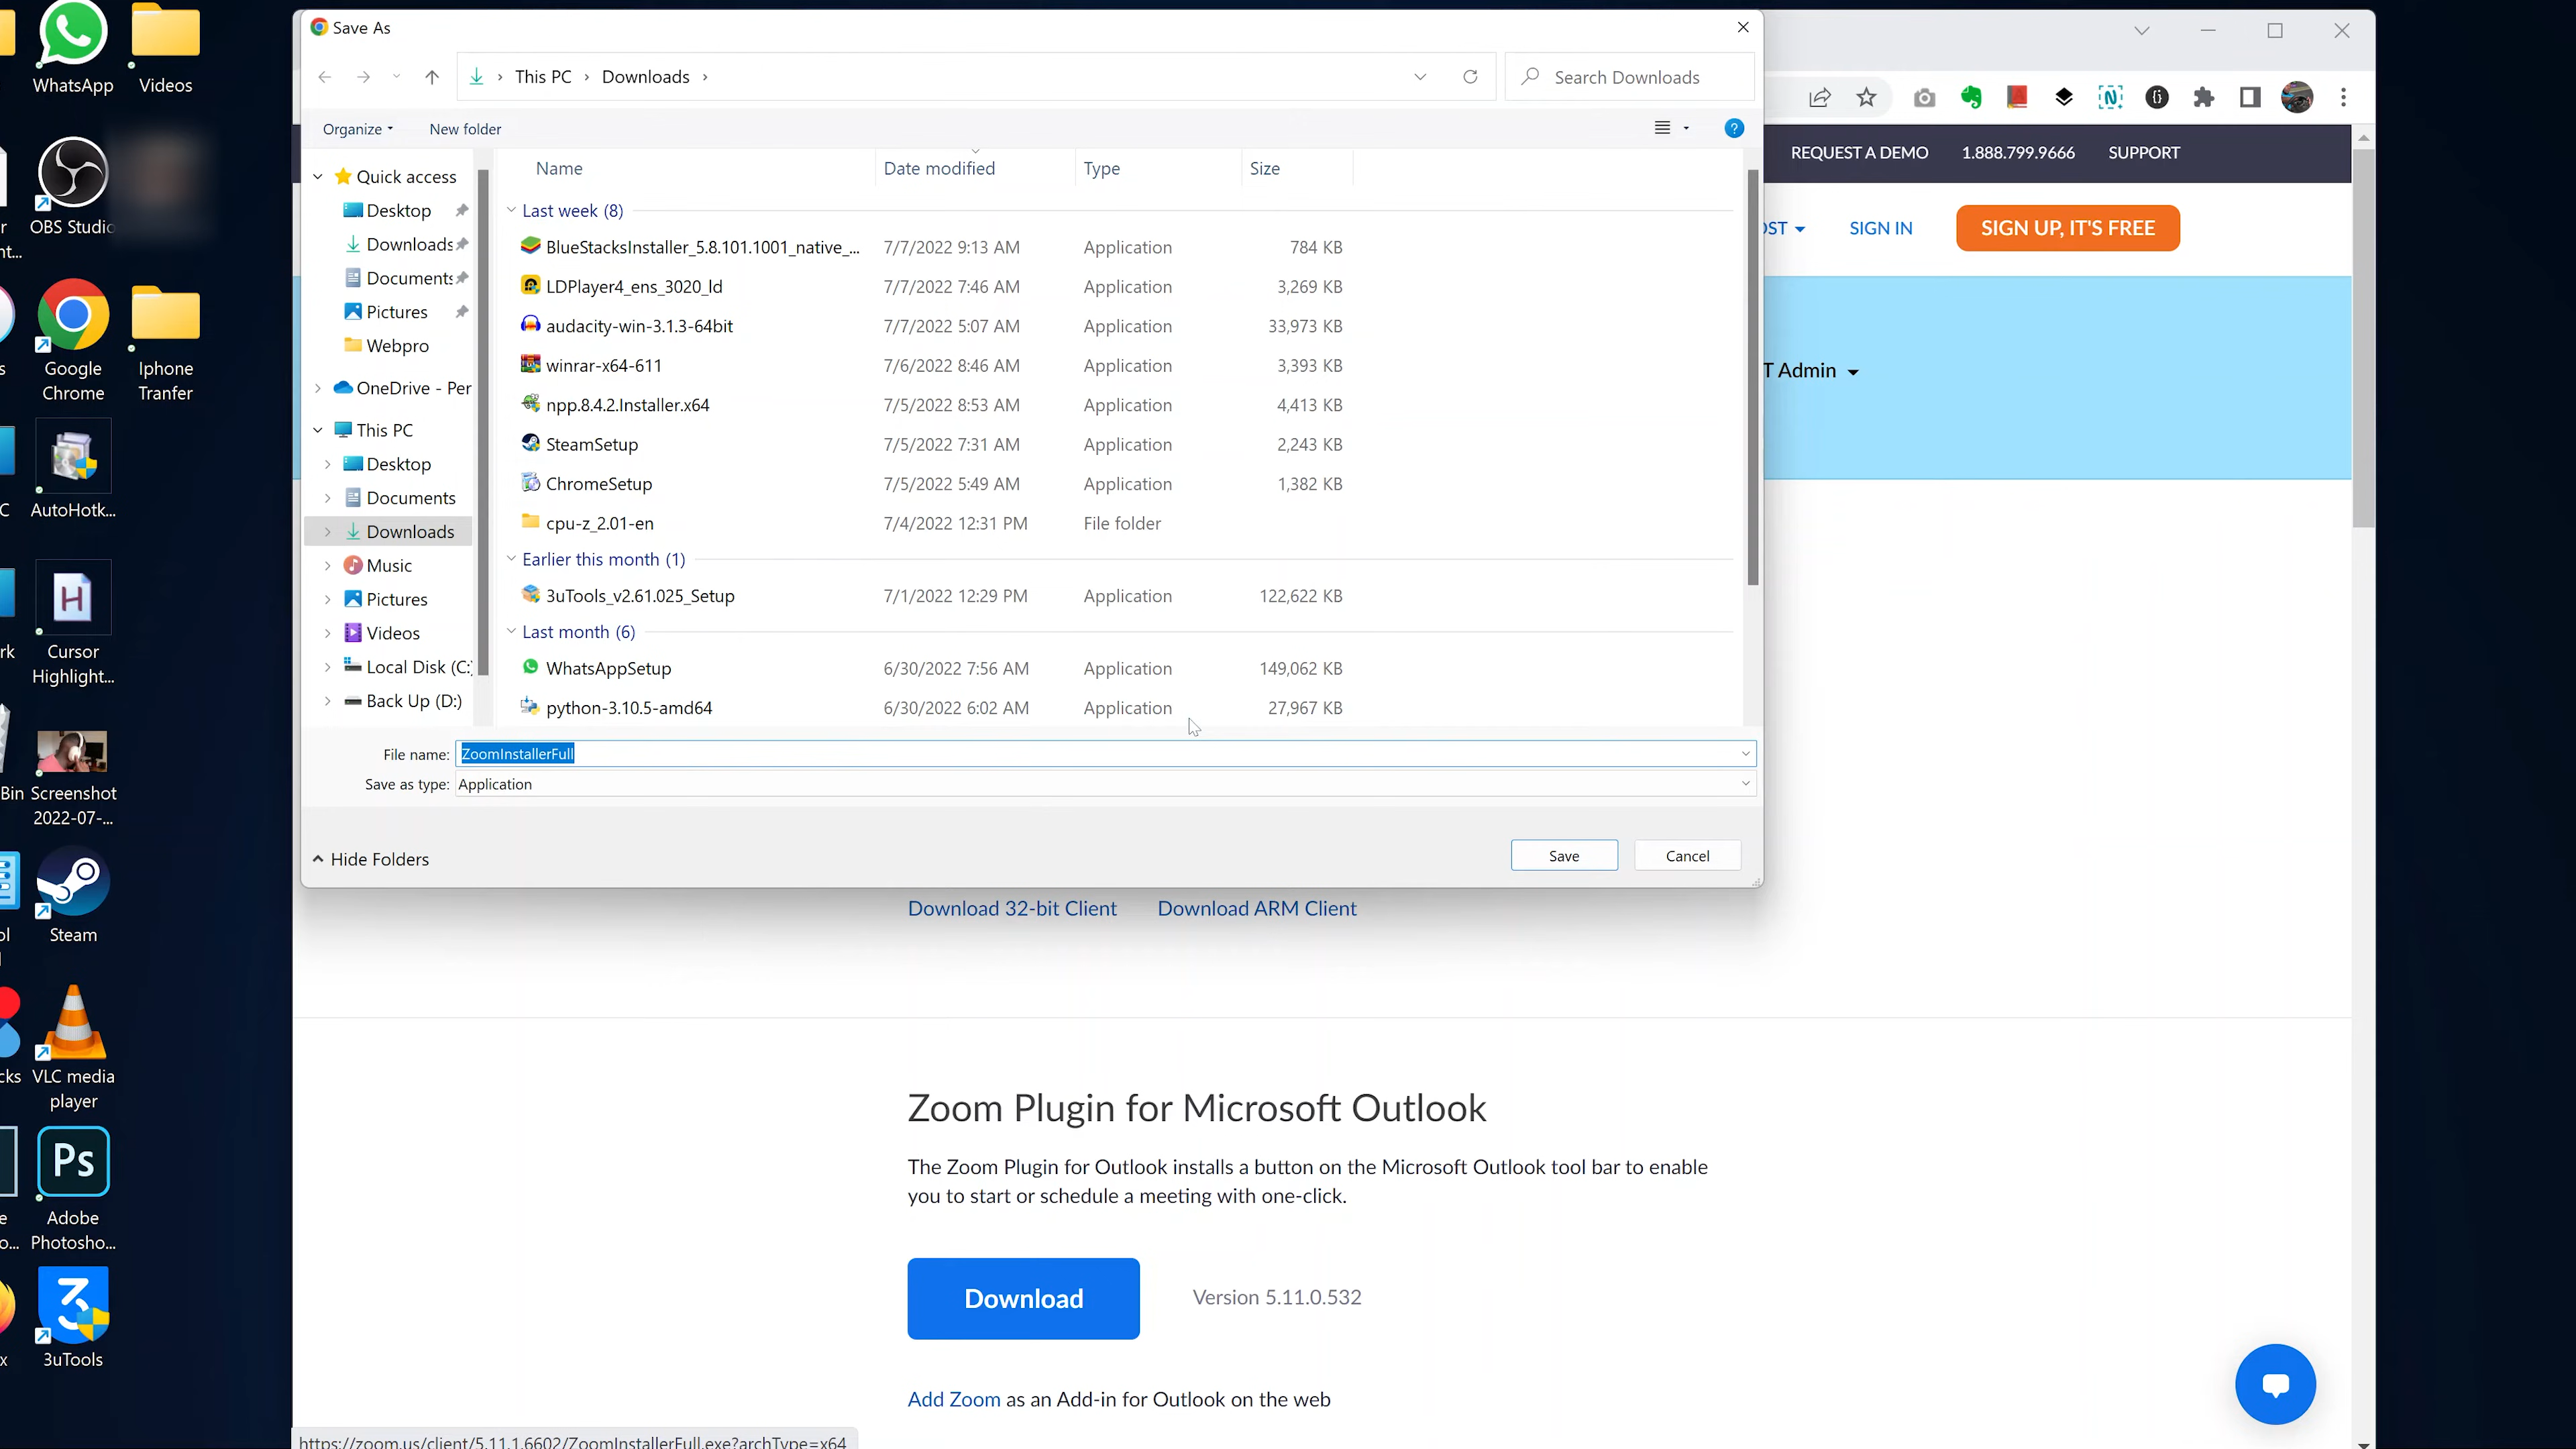 WhatsApp
Videos
OBS Studio
Google
Chrome
Iphone
Tranfer
AutoHotk...
Cursor
Highlight...
Bin
Screenshot
2022-07-...
Steam
VLC media
player
Ps
Adobe
Photosho...
3uTools
Save As
This PC
Downloads
Search Downloads
Organize
New folder
Quick access
Desktop
Downloads
Documents
Pictures
Webpro
OneDrive - Per
This PC
Desktop
Documents
Downloads
Music
Pictures
Videos
Local Disk (C:)
Back Up (D:)
Name Date modified Type Size
Last week (8)
BlueStacksInstaller_5.8.101.1001_native_... 7/7/2022 9:13 AM Application 784 KB
LDPlayer4_ens_3020_ld 7/7/2022 7:46 AM Application 3,269 KB
audacity-win-3.1.3-64bit 7/7/2022 5:07 AM Application 33,973 KB
winrar-x64-611 7/6/2022 8:46 AM Application 3,393 KB
npp.8.4.2.Installer.x64 7/5/2022 8:53 AM Application 4,413 KB
SteamSetup 7/5/2022 7:31 AM Application 2,243 KB
ChromeSetup 7/5/2022 5:49 AM Application 1,382 KB
cpu-z_2.01-en 7/4/2022 12:31 PM File folder
Earlier this month (1)
3uTools_v2.61.025_Setup 7/1/2022 12:29 PM Application 122,622 KB
Last month (6)
WhatsAppSetup 6/30/2022 7:56 AM Application 149,062 KB
python-3.10.5-amd64 6/30/2022 6:02 AM Application 27,967 KB
File name: ZoomInstallerFull
Save as type: Application
Hide Folders
Save
Cancel
REQUEST A DEMO 1.888.799.9666 SUPPORT
SIGN IN
SIGN UP, IT'S FREE
T Admin
Download 32-bit Client Download ARM Client
Zoom Plugin for Microsoft Outlook
The Zoom Plugin for Outlook installs a button on the Microsoft Outlook tool bar to enable
you to start or schedule a meeting with one-click.
Download
Version 5.11.0.532
Add Zoom as an Add-in for Outlook on the web
https://zoom.us/client/5.11.1.6602/ZoomInstallerFull.exe?archType=x64